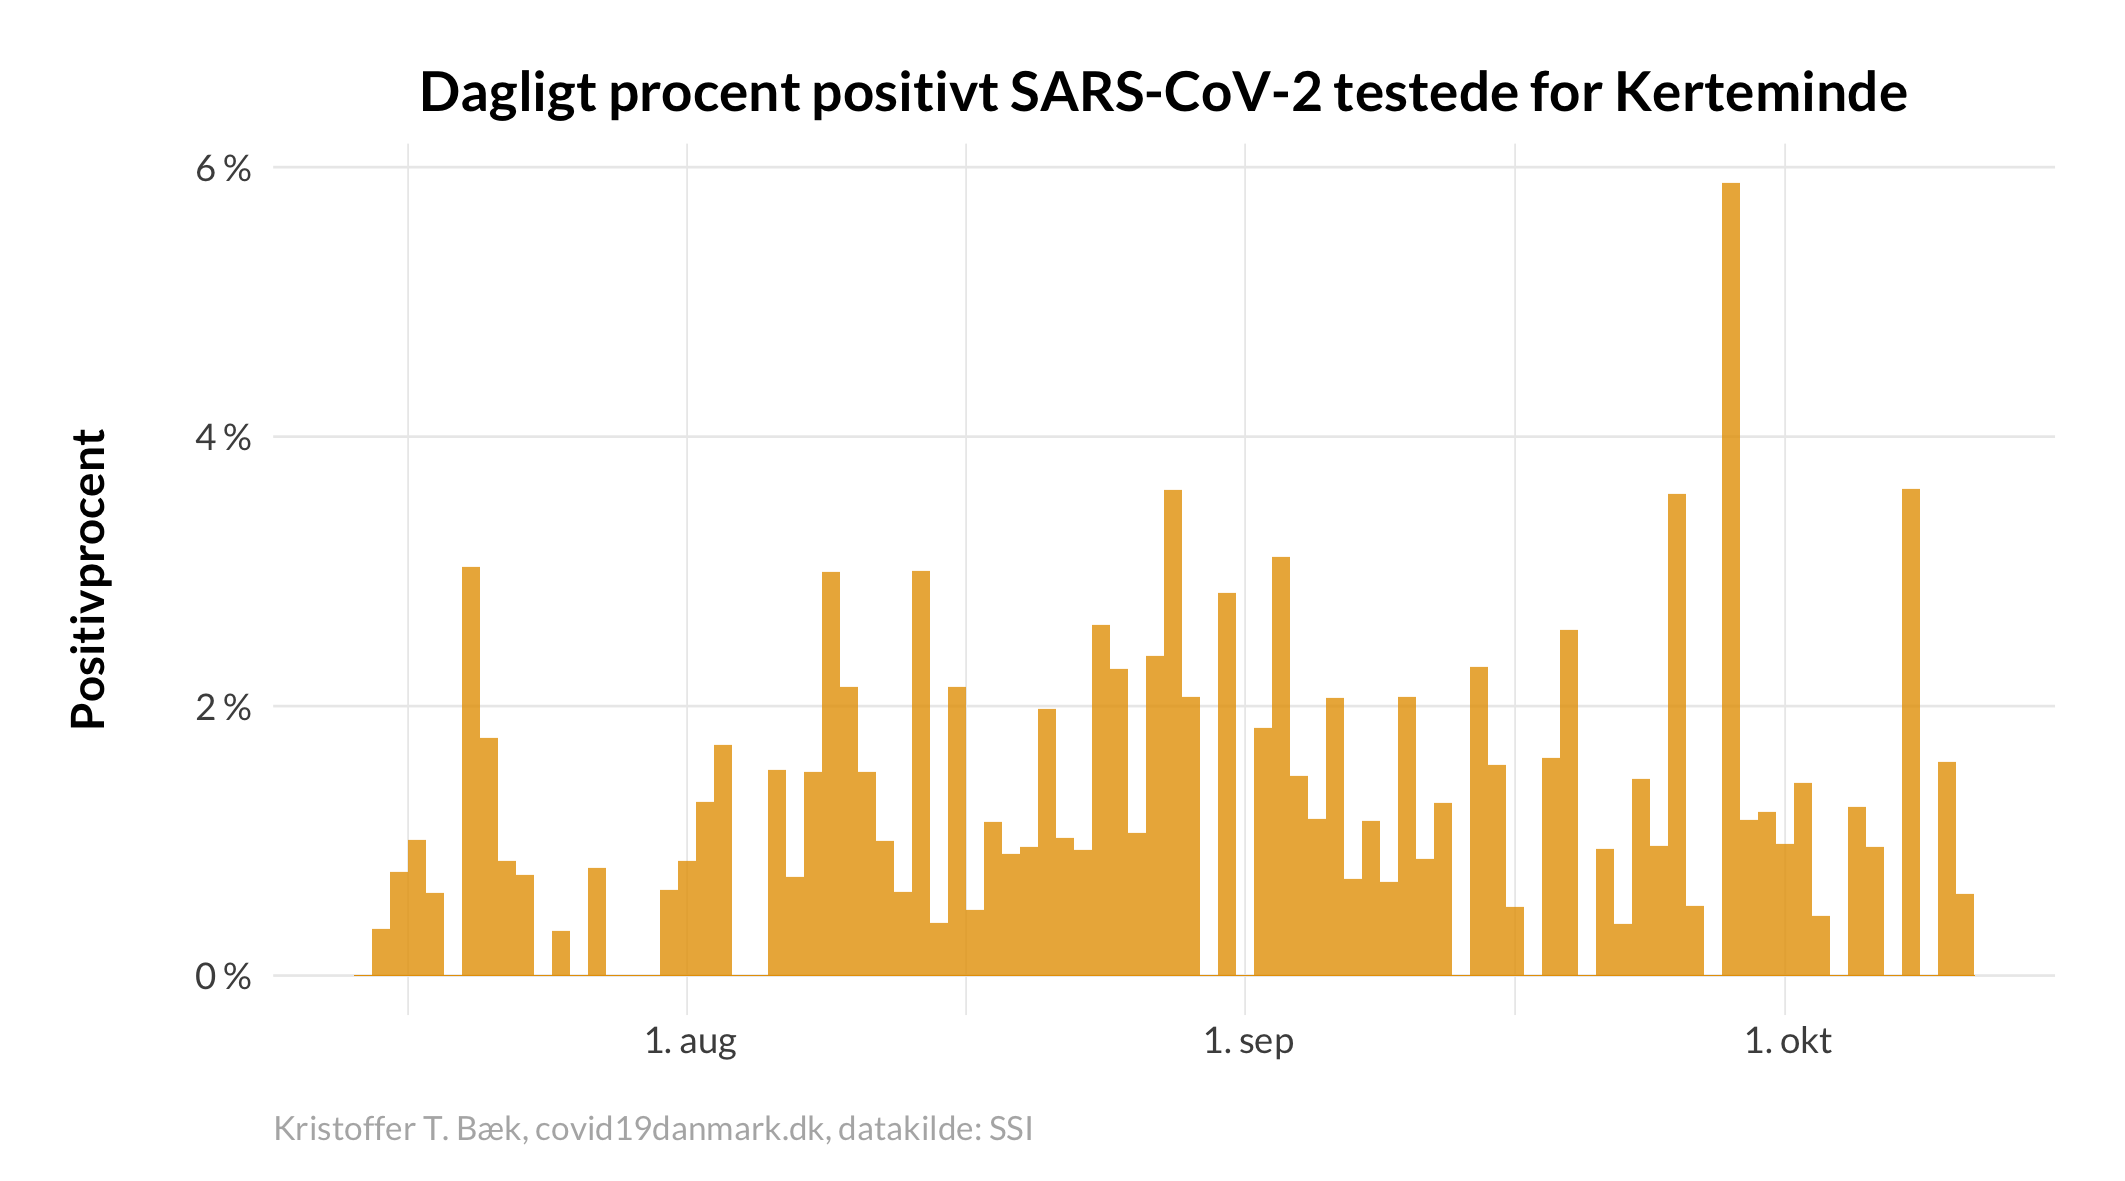 Dagligt procent positivt SARS-CoV-2 testede for Kerteminde
Positivprocent
6 %
4 %
2 %
0 %
1. aug
1. sep
1. okt
Kristoffer T. Bæk, covid19danmark.dk, datakilde: SSI